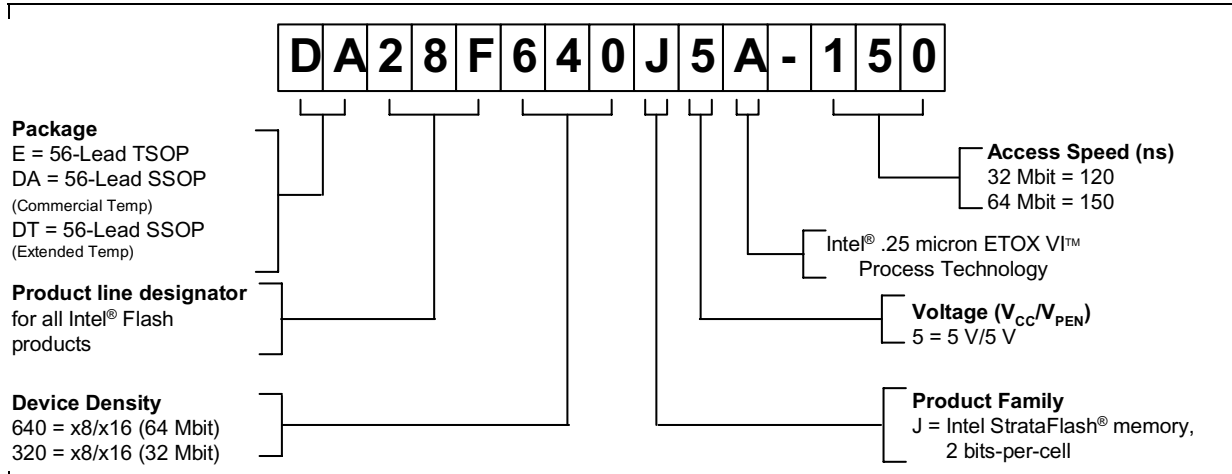 DA28F640J5A-150
Package
E = 56-Lead TSOP
DA = 56-Lead SSOP
(Commercial Temp)
DT = 56-Lead SSOP
(Extended Temp)
Product line designator
for all Intel® Flash
products
Device Density
640 = x8/x16 (64 Mbit)
320 = x8/x16 (32 Mbit)
Access Speed (ns)
32 Mbit = 120
64 Mbit = 150
Intel® .25 micron ETOX VI™
Process Technology
Voltage (VCC/VPEN)
5 = 5 V/5 V
Product Family
J = Intel StrataFlash® memory,
2 bits-per-cell